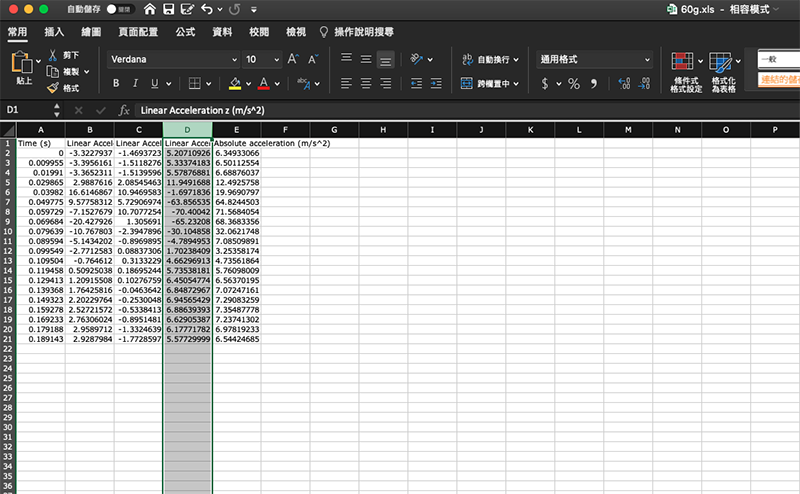 自動儲存 關閉 60g.xls - 相容模式
常用 插入 繪圖 頁面配置 公式 資料 校閱 檢視 操作說明搜尋
貼上 剪下 複製 格式 Verdana 10 A^ A˅ 自動換行 通用格式 條件式格式設定 格式化為表格 一般
B I U A 跨欄置中 $ % 連結的儲存
D1 fx Linear Acceleration z (m/s^2)
A B C D E F G H I J K L M N O P
1 Time (s) Linear Accel Linear Accel Linear Accel Absolute acceleration (m/s^2)
2 0 -3.3227937 -1.4693723 5.20710926 6.34933066
3 0.009955 -3.3956161 -1.5118276 5.33374183 6.50112554
4 0.01991 -3.3652311 -1.5139596 5.57876881 6.68876037
5 0.029865 2.9887616 2.08545463 11.9491688 12.4925758
6 0.03982 16.6146867 10.9469583 -1.6971836 19.9690797
7 0.049775 9.57758312 5.72906974 -63.856535 64.8244503
8 0.059729 -7.1527679 10.7077254 -70.40042 71.5684054
9 0.069684 -20.427926 1.305691 -65.23208 68.3683356
10 0.079639 -10.767803 -2.3947896 -30.104858 32.0621748
11 0.089594 -5.1434202 -0.8969895 -4.7894953 7.08509891
12 0.099549 -2.7712583 0.08837306 1.70238409 3.25358174
13 0.109504 -0.764612 0.3133229 4.66296913 4.73561864
14 0.119458 0.50925038 0.18695244 5.73538181 5.76098009
15 0.129413 1.20915508 0.10276759 6.45054774 6.56370195
16 0.139368 1.76425816 -0.0463642 6.84872967 7.07247161
17 0.149323 2.20229764 -0.2530048 6.94565429 7.29083259
18 0.159278 2.52721572 -0.5338413 6.88639393 7.35487778
19 0.169233 2.76306024 -0.8951481 6.62905387 7.23741302
20 0.179188 2.9589712 -1.3324639 6.17771782 6.97819233
21 0.189143 2.9287984 -1.7728597 5.57729999 6.54424685
22
23
24
25
26
27
28
29
30
31
32
33
34
35
36